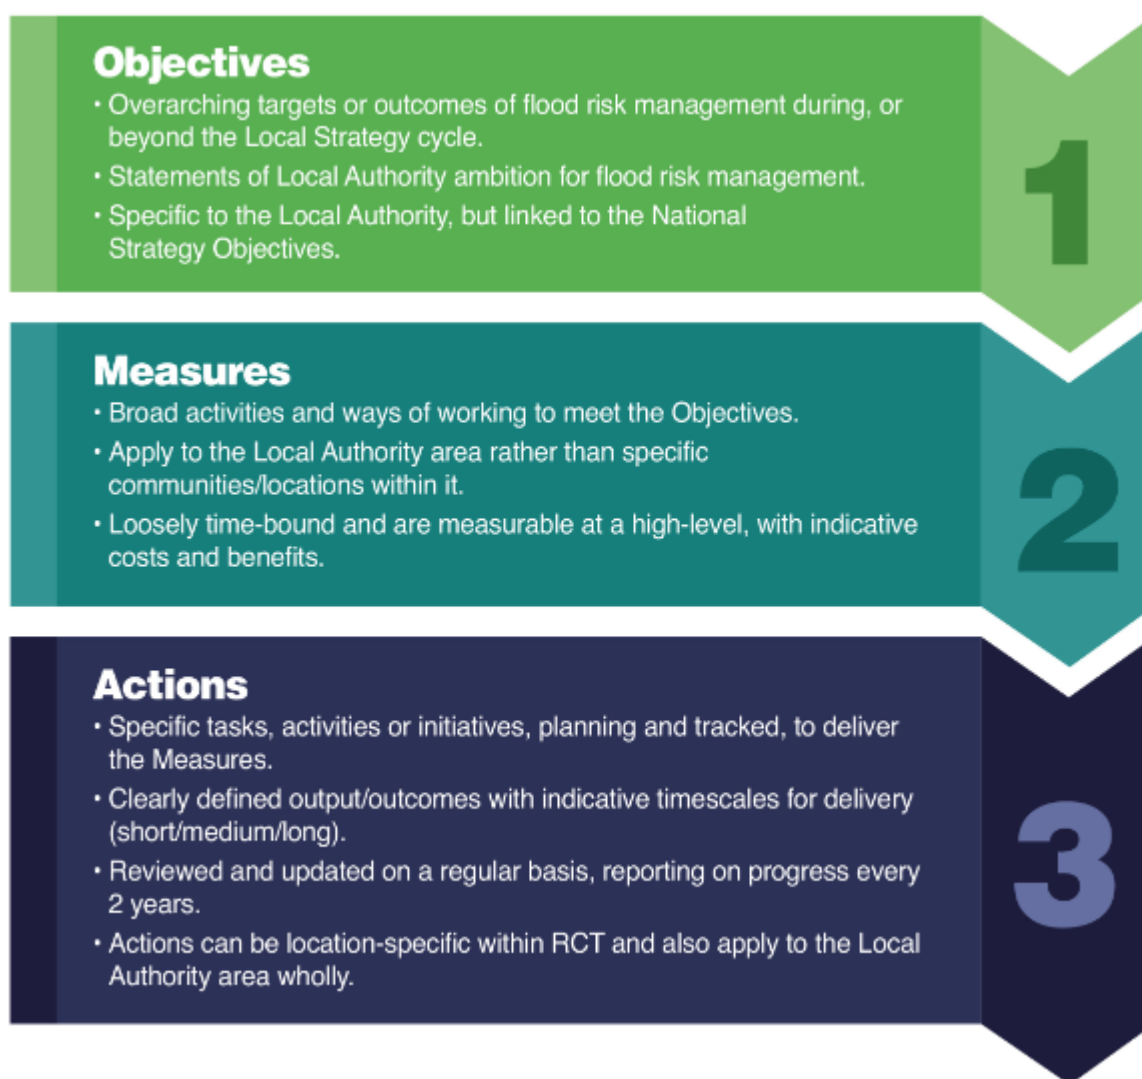 Objectives
• Overarching targets or outcomes of flood risk management during, or
beyond the Local Strategy cycle.
• Statements of Local Authority ambition for flood risk management.
• Specific to the Local Authority, but linked to the National
Strategy Objectives.
1
Measures
• Broad activities and ways of working to meet the Objectives.
• Apply to the Local Authority area rather than specific
communities/locations within it.
• Loosely time-bound and are measurable at a high-level, with indicative
costs and benefits.
2
Actions
• Specific tasks, activities or initiatives, planning and tracked, to deliver
the Measures.
• Clearly defined output/outcomes with indicative timescales for delivery
(short/medium/long).
• Reviewed and updated on a regular basis, reporting on progress every
2 years.
• Actions can be location-specific within RCT and also apply to the Local
Authority area wholly.
3